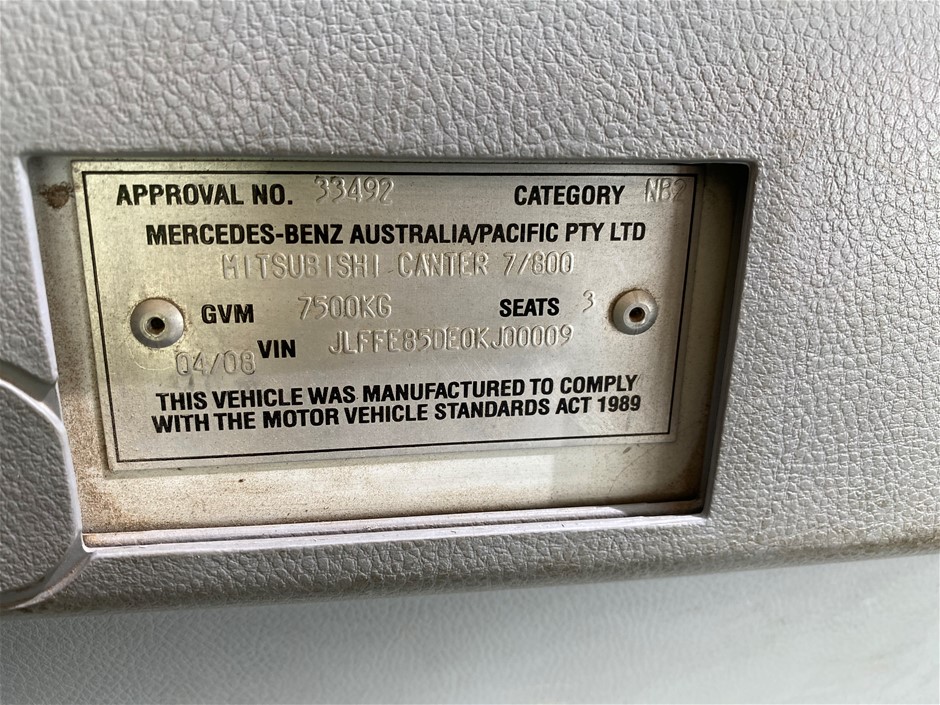 APPROVAL NO. 33492 CATEGORY NB2
MERCEDES-BENZ AUSTRALIA/PACIFIC PTY LTD
MITSUBISHI CANTER 7/800
GVM 7500KG SEATS 3
04/08 VIN JLFFE85DE0KJ00009
THIS VEHICLE WAS MANUFACTURED TO COMPLY
WITH THE MOTOR VEHICLE STANDARDS ACT 1989